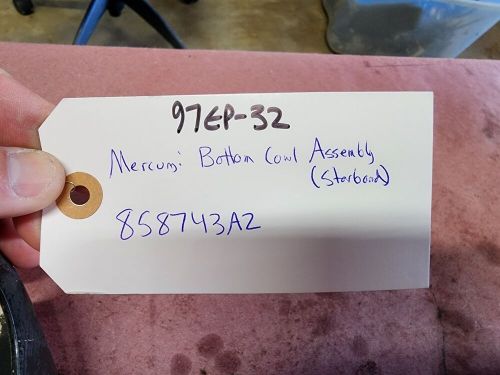 97EP-32
Mercury: Bottom Cowl Assembly
(Starboard)
858743A2